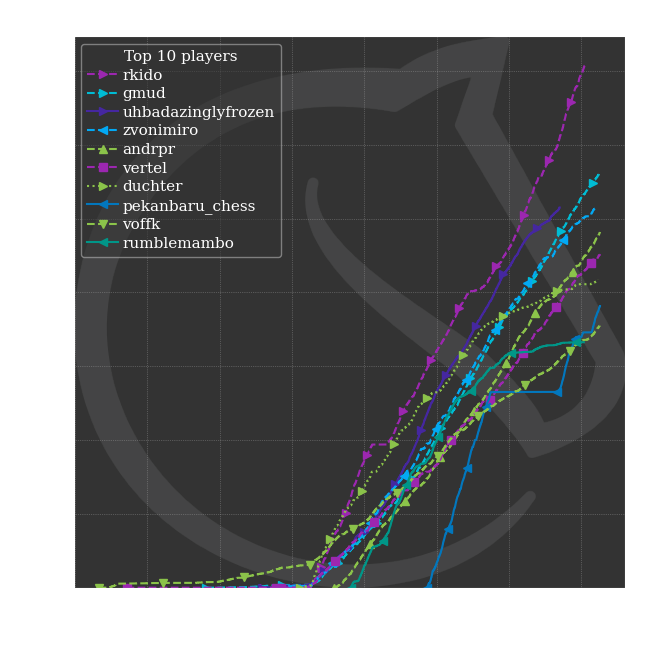 Top 10 players
rkido
gmud
uhbadazinglyfrozen
zvonimiro
andrpr
vertel
duchter
pekanbaru_chess
voffk
rumblemambo